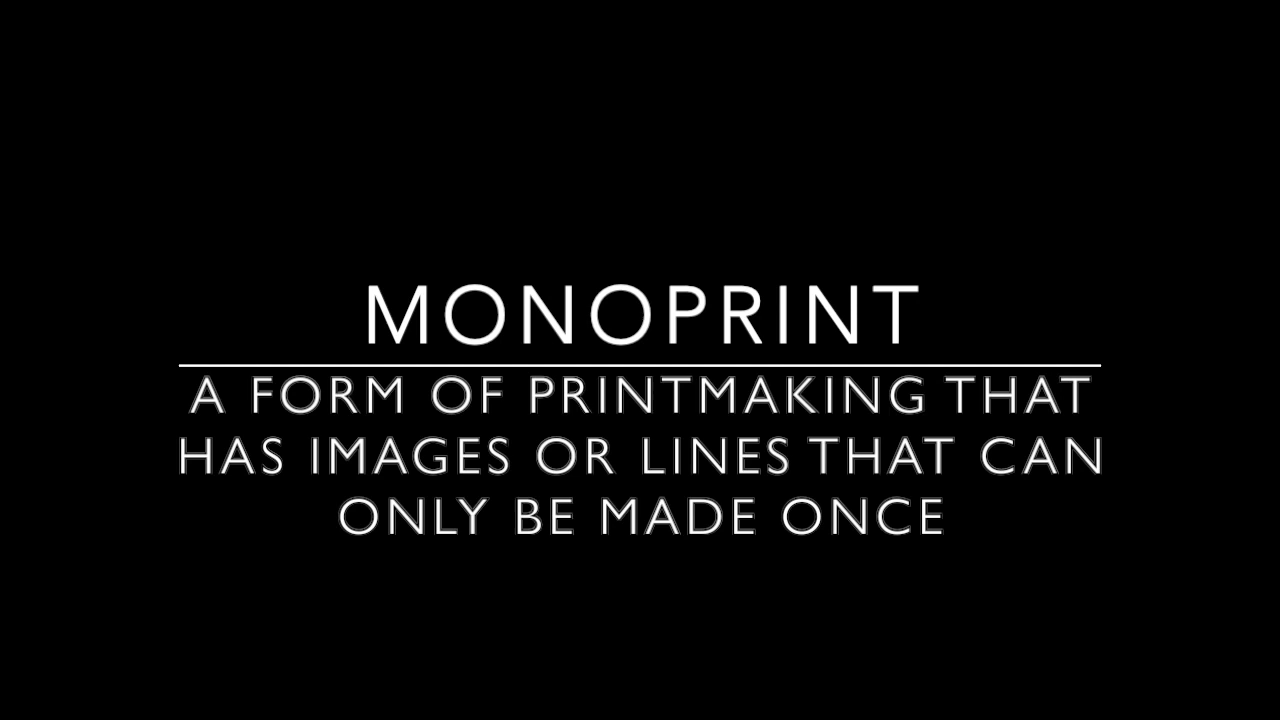 MONOPRINT
A FORM OF PRINTMAKING THAT
HAS IMAGES OR LINES THAT CAN
ONLY BE MADE ONCE